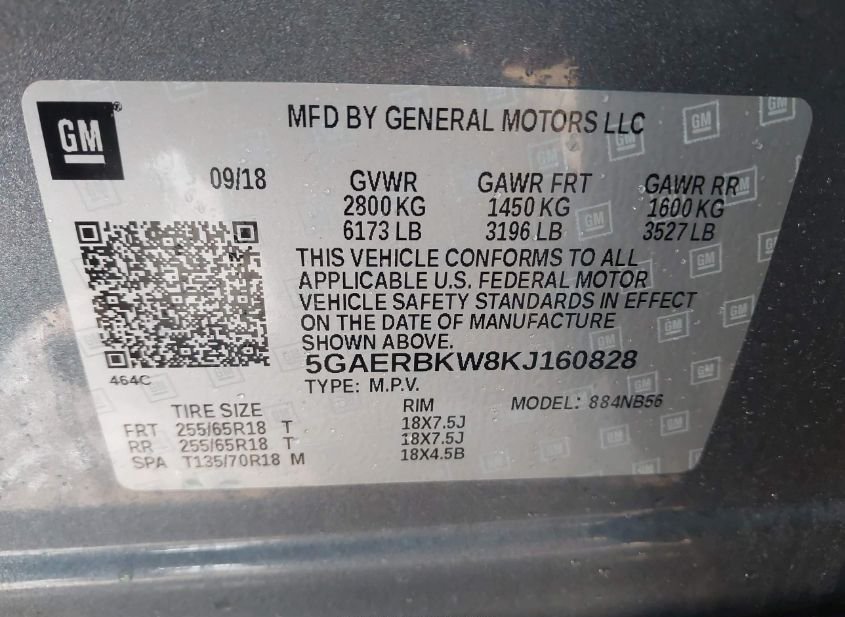 GM
MFD BY GENERAL MOTORS LLC
09/18 GVWR GAWR FRT GAWR RR
2800 KG 1450 KG 1600 KG
6173 LB 3196 LB 3527 LB
THIS VEHICLE CONFORMS TO ALL
APPLICABLE U.S. FEDERAL MOTOR
VEHICLE SAFETY STANDARDS IN EFFECT
ON THE DATE OF MANUFACTURE
SHOWN ABOVE.
5GAERBKW8KJ160828
464C
TYPE: M.P.V.
TIRE SIZE RIM MODEL: 884NB56
FRT 255/65R18 T 18X7.5J
RR 255/65R18 T 18X7.5J
SPA T135/70R18 M 18X4.5B